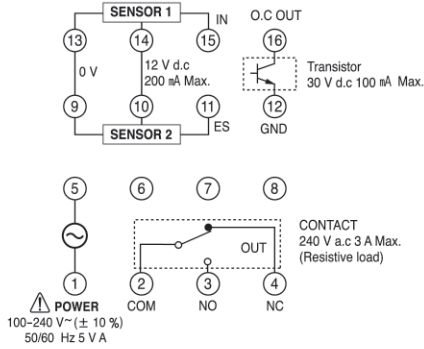 SENSOR 1
IN
O.C OUT
13
14
15
16
0 V
12 V d.c
200 mA Max.
Transistor
30 V d.c 100 mA Max.
9
10
11
12
ES
GND
SENSOR 2
5
6
7
8
OUT
CONTACT
240 V a.c 3 A Max.
(Resistive load)
1
2
3
4
POWER
COM
NO
NC
100-240 V~(± 10 %)
50/60 Hz 5 V A